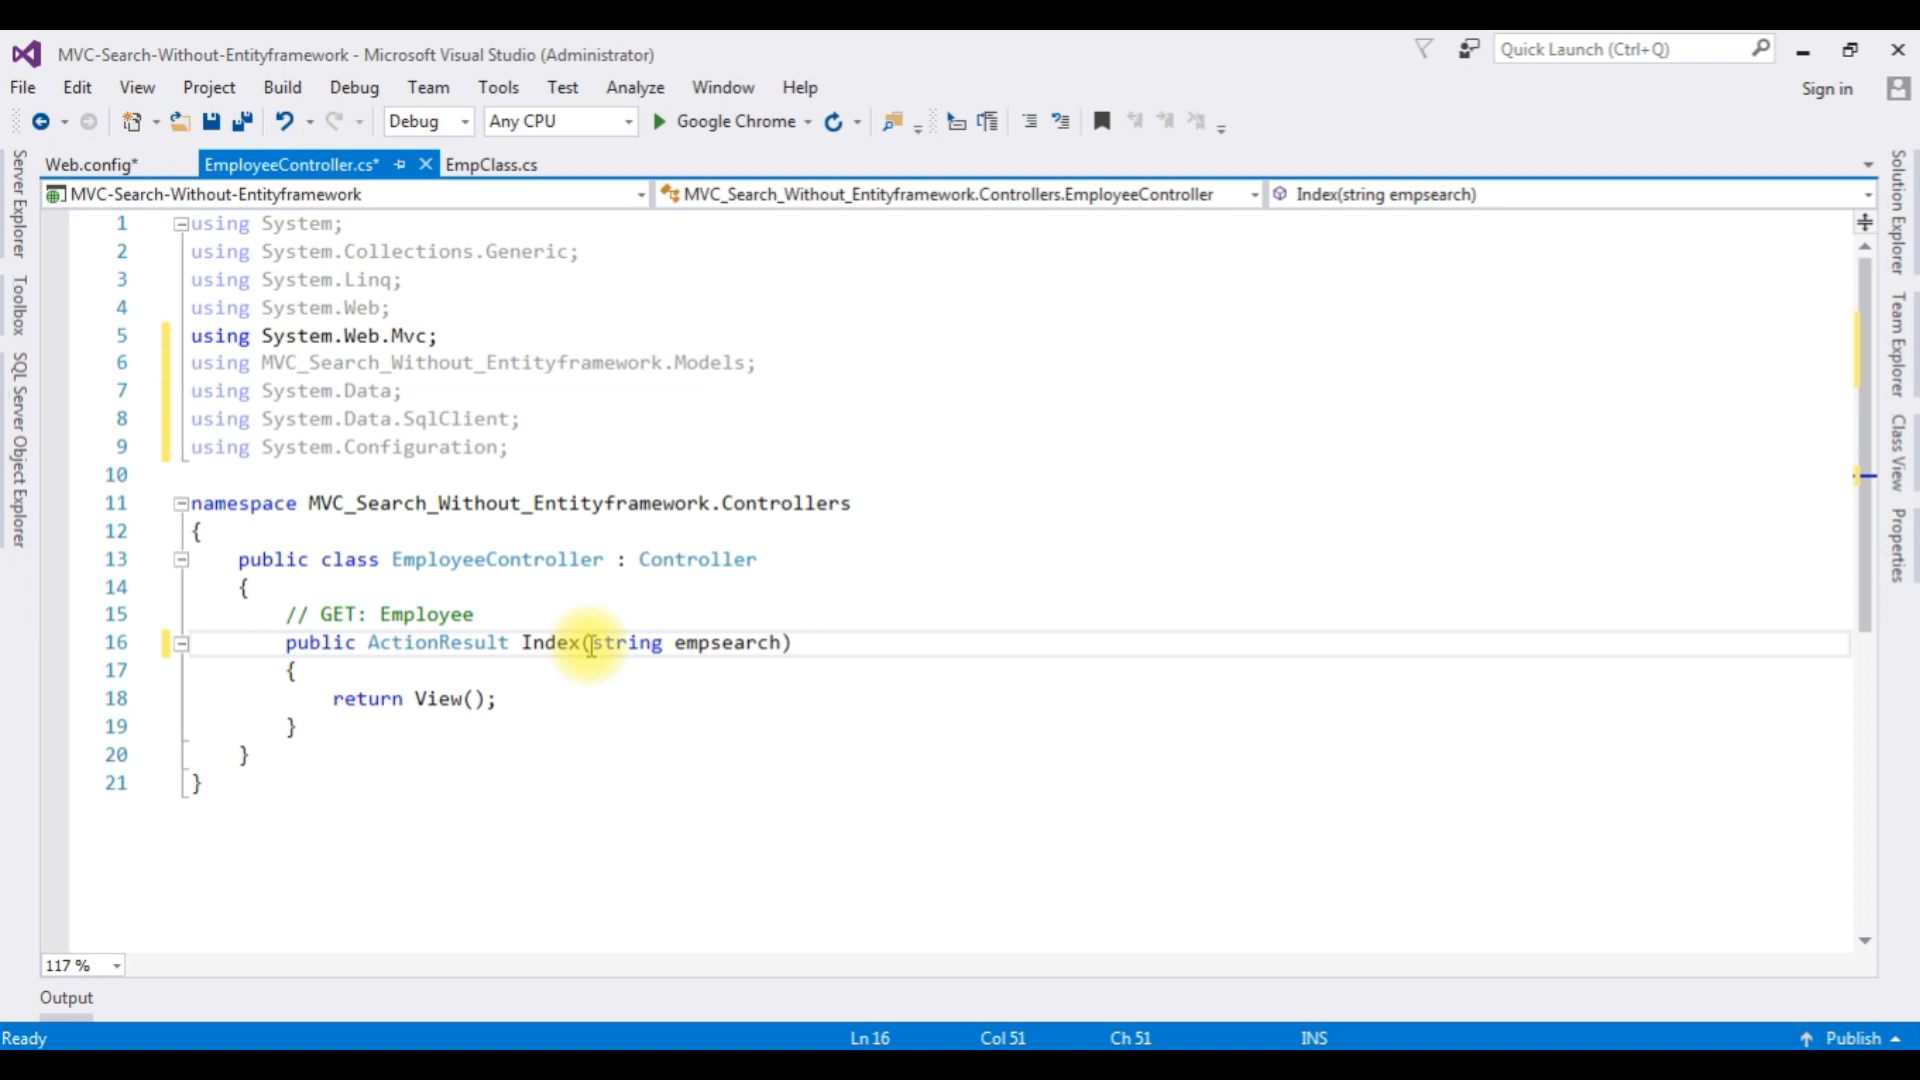 MVC-Search-Without-Entityframework - Microsoft Visual Studio (Administrator)
Quick Launch (Ctrl+Q)
File Edit View Project Build Debug Team Tools Test Analyze Window Help
Sign in
Debug Any CPU Google Chrome
Web.config* EmployeeController.cs* EmpClass.cs
MVC-Search-Without-Entityframework MVC_Search_Without_Entityframework.Controllers.EmployeeController Index(string empsearch)
Server Explorer
Toolbox
SQL Server Object Explorer
1 using System;
2 using System.Collections.Generic;
3 using System.Linq;
4 using System.Web;
5 using System.Web.Mvc;
6 using MVC_Search_Without_Entityframework.Models;
7 using System.Data;
8 using System.Data.SqlClient;
9 using System.Configuration;
10
11 namespace MVC_Search_Without_Entityframework.Controllers
12 {
13 public class EmployeeController : Controller
14 {
15 // GET: Employee
16 public ActionResult Index(string empsearch)
17 {
18 return View();
19 }
20 }
21 }
Solution Explorer
Team Explorer
Class View
Properties
117 %
Output
Ready Ln 16 Col 51 Ch 51 INS Publish